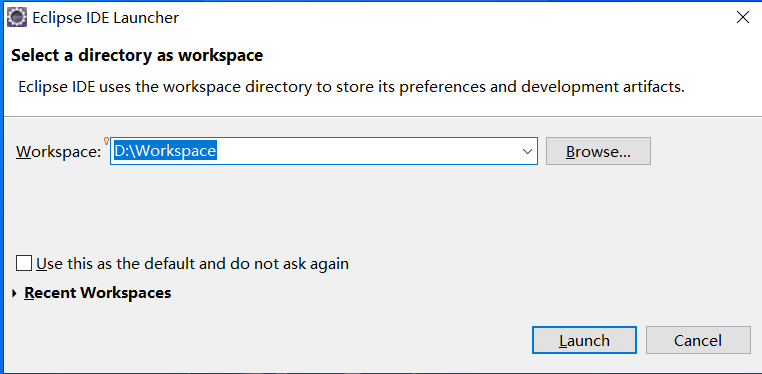 Eclipse IDE Launcher
Select a directory as workspace
Eclipse IDE uses the workspace directory to store its preferences and development artifacts.
Workspace: D:\Workspace Browse...
Use this as the default and do not ask again
Recent Workspaces
Launch Cancel